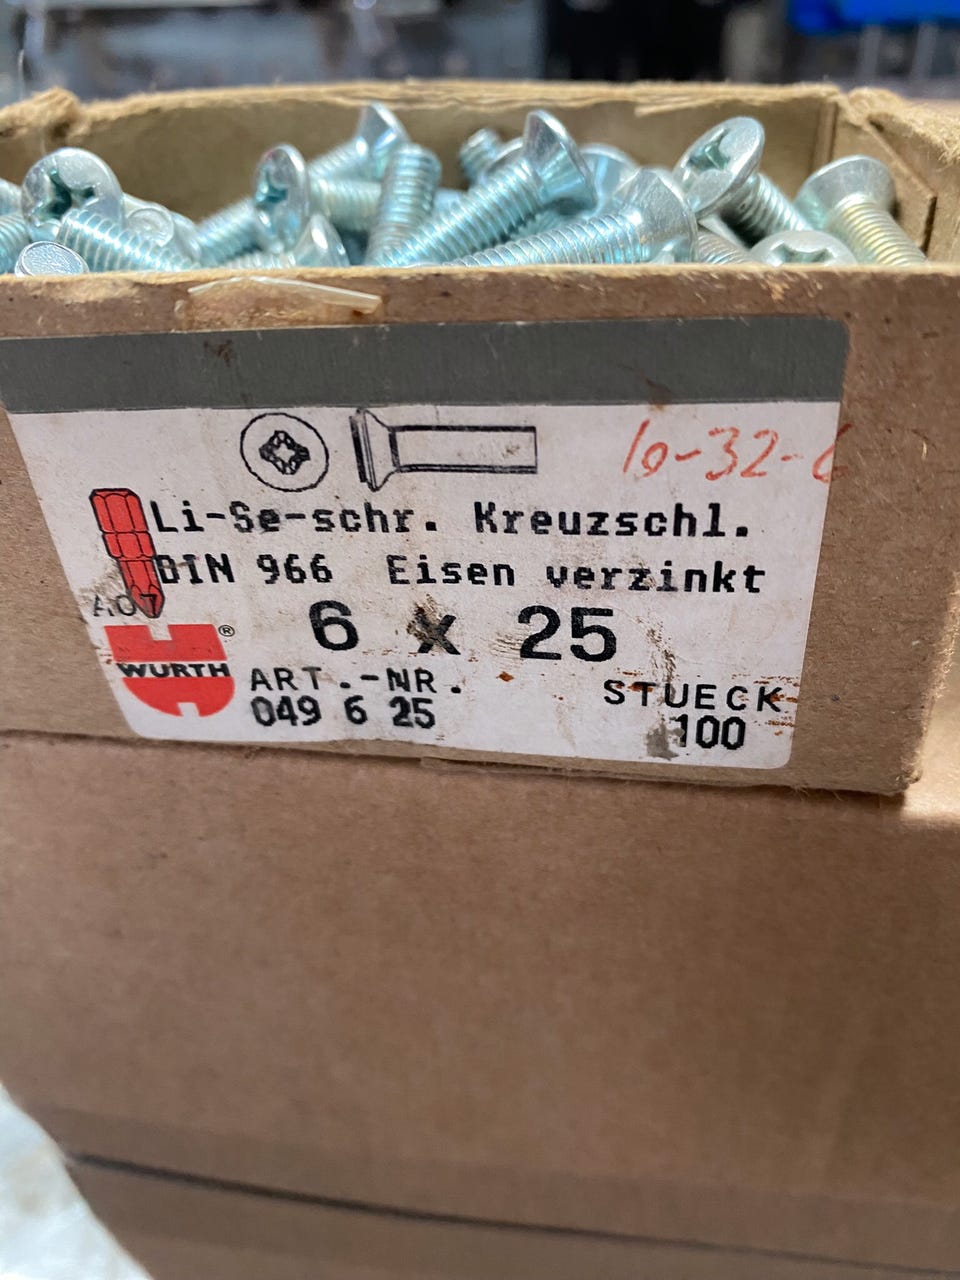 10-32-6
Li-Se-schr. Kreuzschl.
DIN 966 Eisen verzinkt
6 x 25
WÜRTH®
ART.-NR. STUECK
049 6 25 100